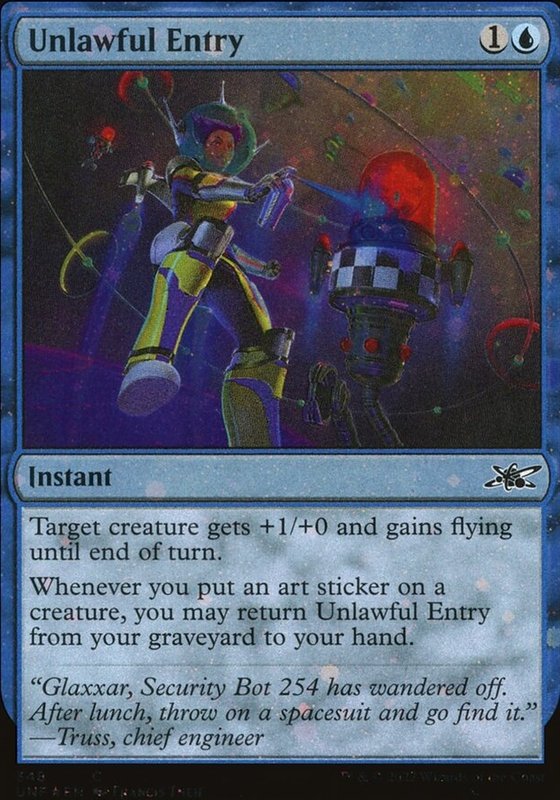 Unlawful Entry 1
Instant
Target creature gets +1/+0 and gains flying
until end of turn.
Whenever you put an art sticker on a
creature, you may return Unlawful Entry
from your graveyard to your hand.
“Glaxxar, Security Bot 254 has wandered off.
After lunch, throw on a spacesuit and go find it.”
—Truss, chief engineer
C